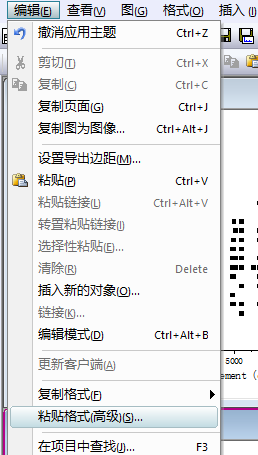 编辑(E) 查看(V) 图(G) 格式(O) 插入(I)
撤消应用主题 Ctrl+Z
剪切(T) Ctrl+X
复制(C) Ctrl+C
复制页面(G) Ctrl+J
复制图为图像... Ctrl+Alt+J
设置导出边距(M)...
粘贴(P) Ctrl+V
粘贴链接(L) Ctrl+Alt+V
转置粘贴链接(I)
选择性粘贴(E)...
清除(R) Delete
插入新的对象(O)...
链接(K)...
编辑模式(D) Ctrl+Alt+B
更新客户端(A)
复制格式(F)
粘贴格式(高级)(S)...
在项目中查找(J)... F3
5000